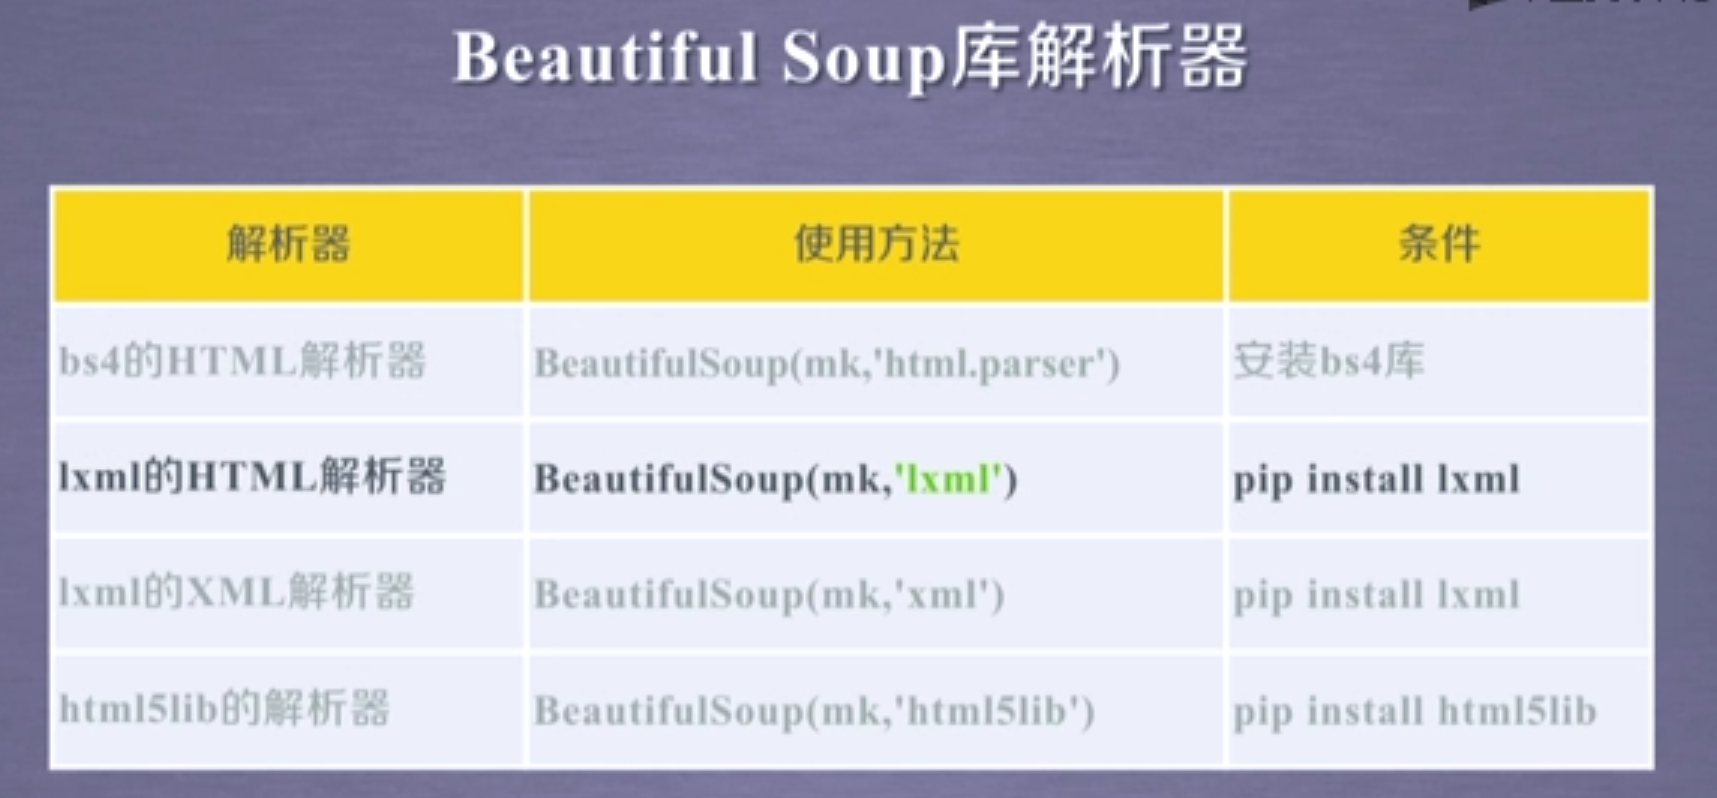 Beautiful Soup库解析器
解析器 使用方法 条件
bs4的HTML解析器 BeautifulSoup(mk,'html.parser') 安装bs4库
lxml的HTML解析器 BeautifulSoup(mk,'lxml') pip install lxml
lxml的XML解析器 BeautifulSoup(mk,'xml') pip install lxml
html5lib的解析器 BeautifulSoup(mk,'html5lib') pip install html5lib